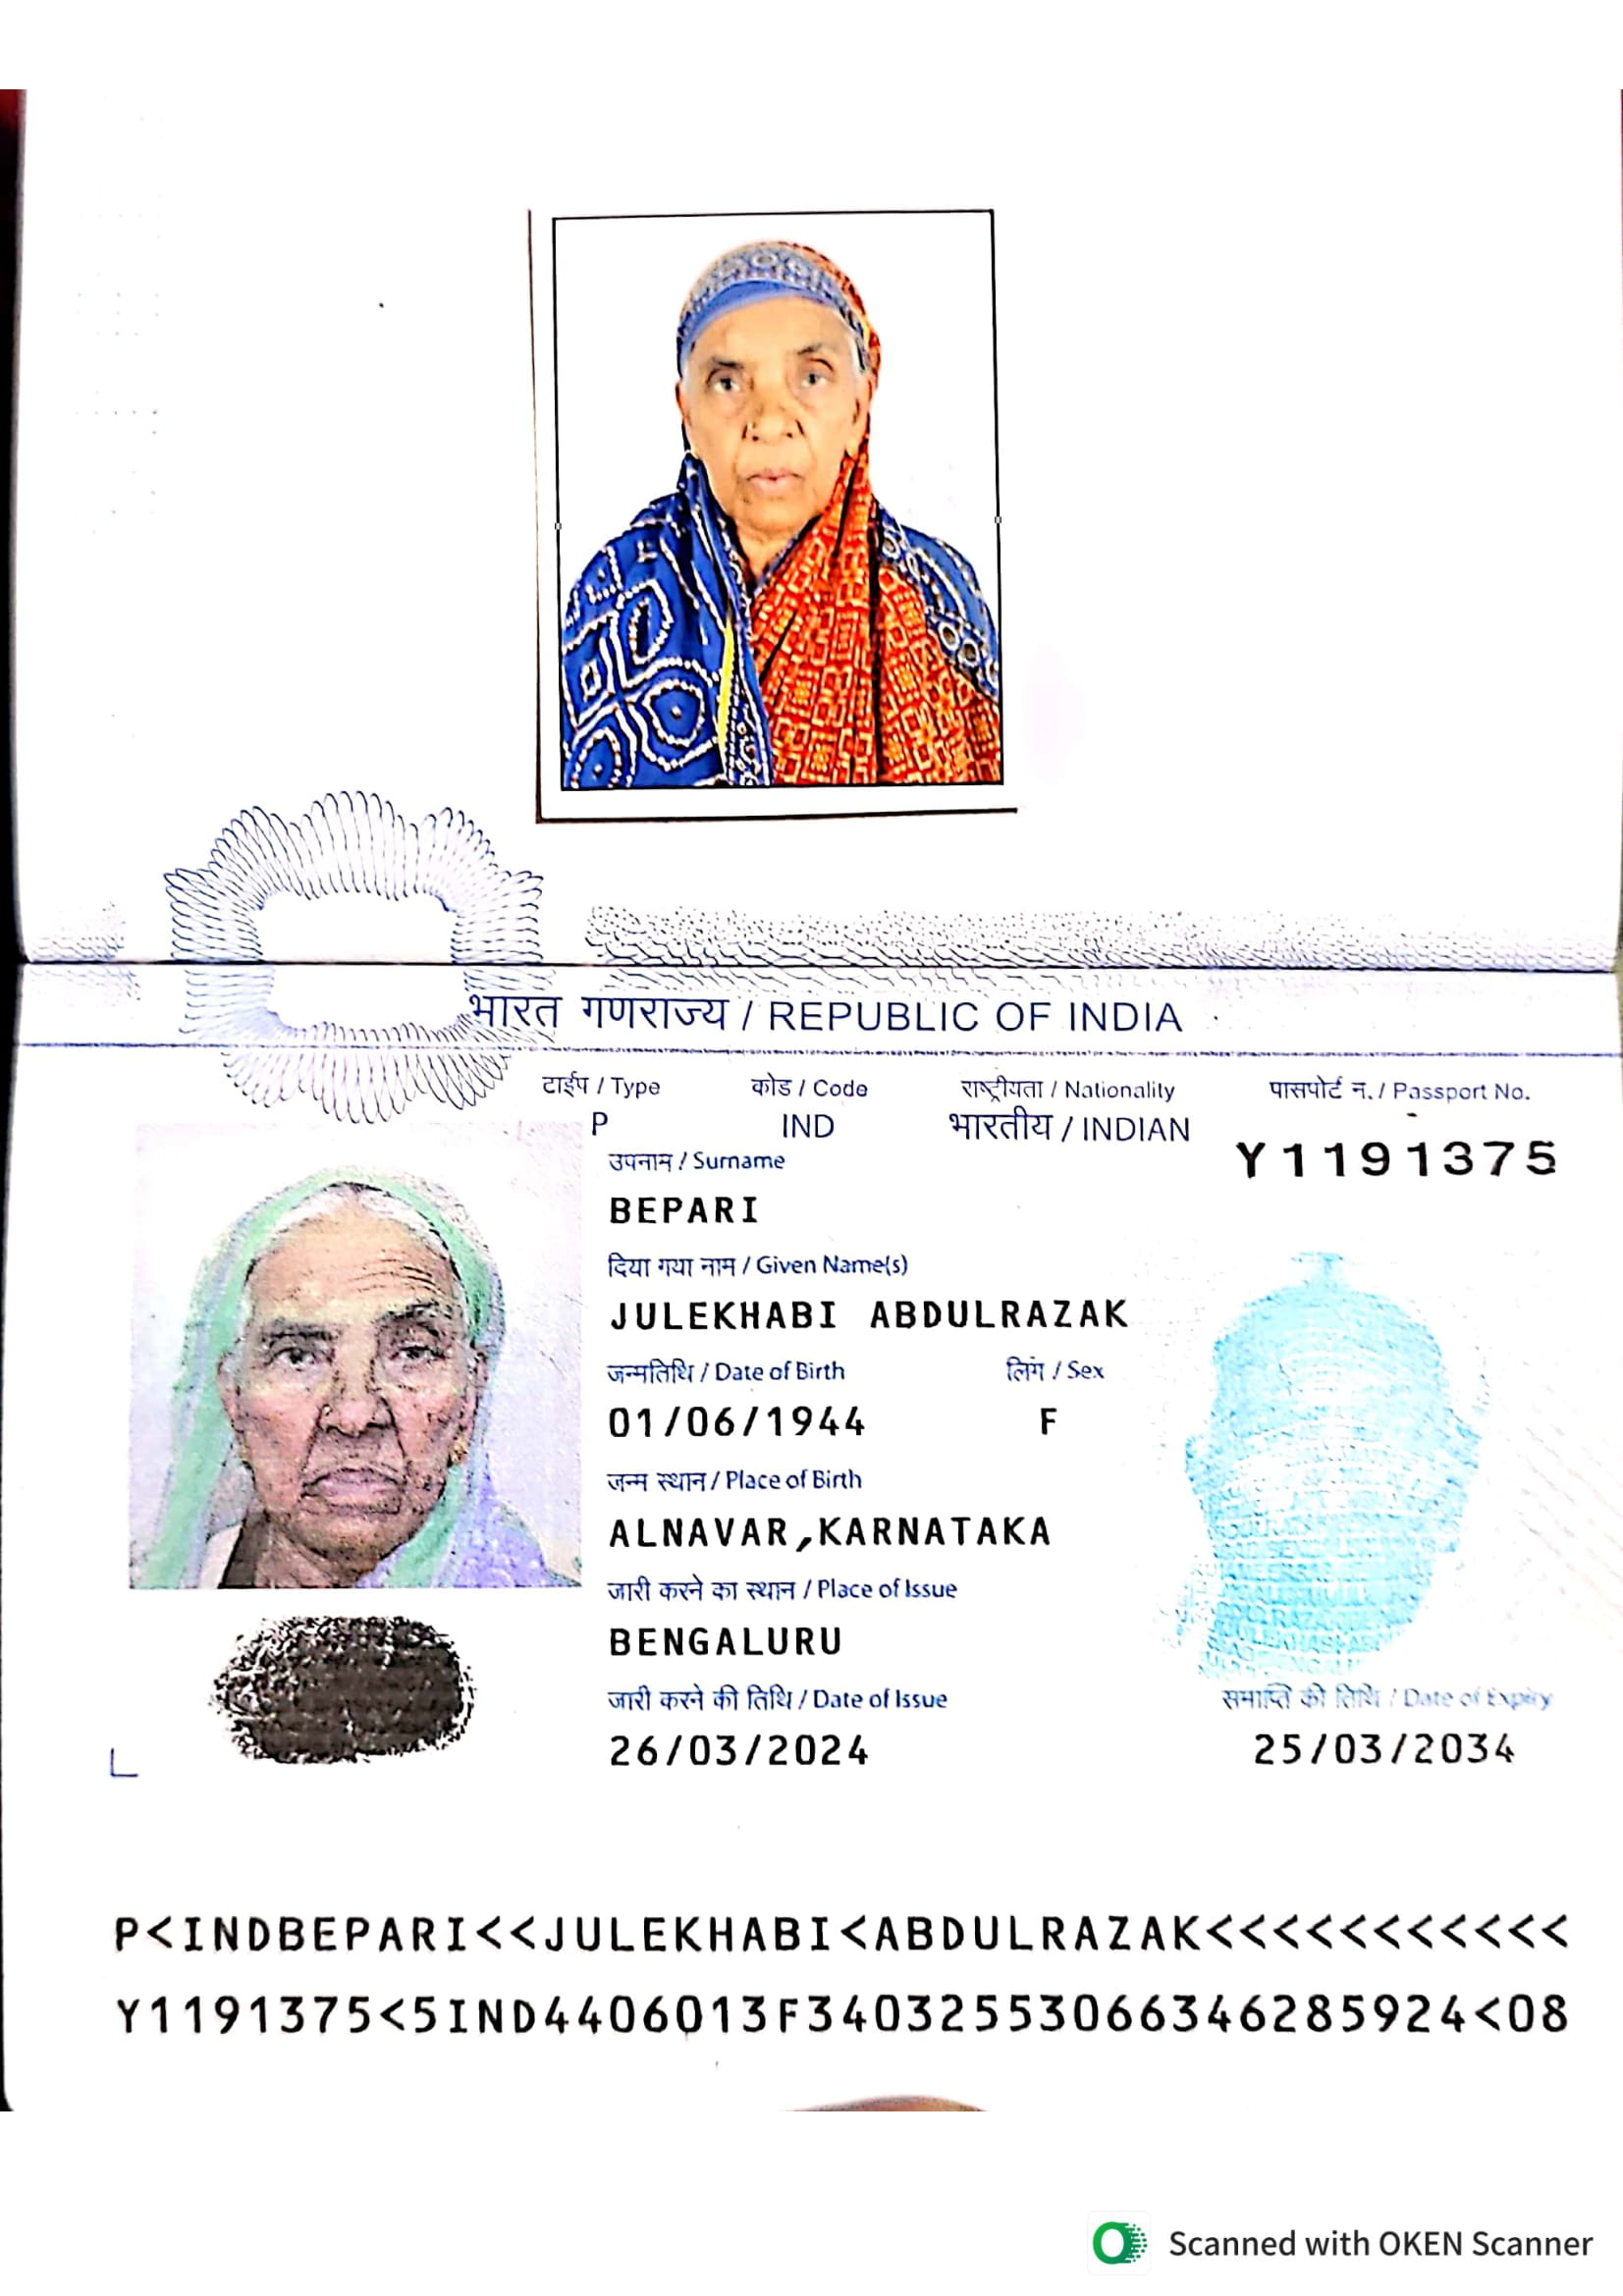 भारत गणराज्य / REPUBLIC OF INDIA
टाईप / Type कोड / Code राष्ट्रीयता / Nationality पासपोर्ट न. / Passport No.
P IND भारतीय / INDIAN Y1191375
उपनाम / Surname
BEPARI
दिया गया नाम / Given Name(s)
JULEKHABI ABDULRAZAK
जन्मतिथि / Date of Birth लिंग / Sex
01/06/1944 F
जन्म स्थान / Place of Birth
ALNAVAR,KARNATAKA
जारी करने का स्थान / Place of Issue
BENGALURU
जारी करने की तिथि / Date of Issue समाप्ति की तिथि / Date of Expiry
26/03/2024 25/03/2034
P<INDBEPARI<<JULEKHABI<ABDULRAZAK<<<<<<<<<<<
Y1191375<5IND4406013F34032553066346285924<08
Scanned with OKEN Scanner